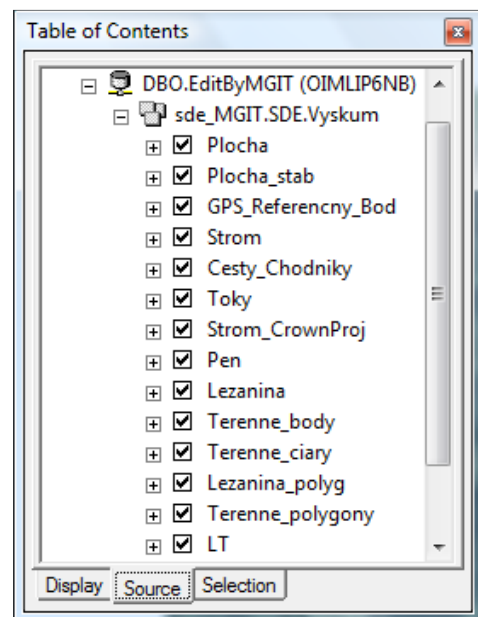 Table of Contents
DBO.EditByMGIT (OIMLIP6NB)
sde_MGIT.SDE.Vyskum
Plocha
Plocha_stab
GPS_Referencny_Bod
Strom
Cesty_Chodniky
Toky
Strom_CrownProj
Pen
Lezanina
Terenne_body
Terenne_ciary
Lezanina_polyg
Terenne_polygony
LT
Display Source Selection